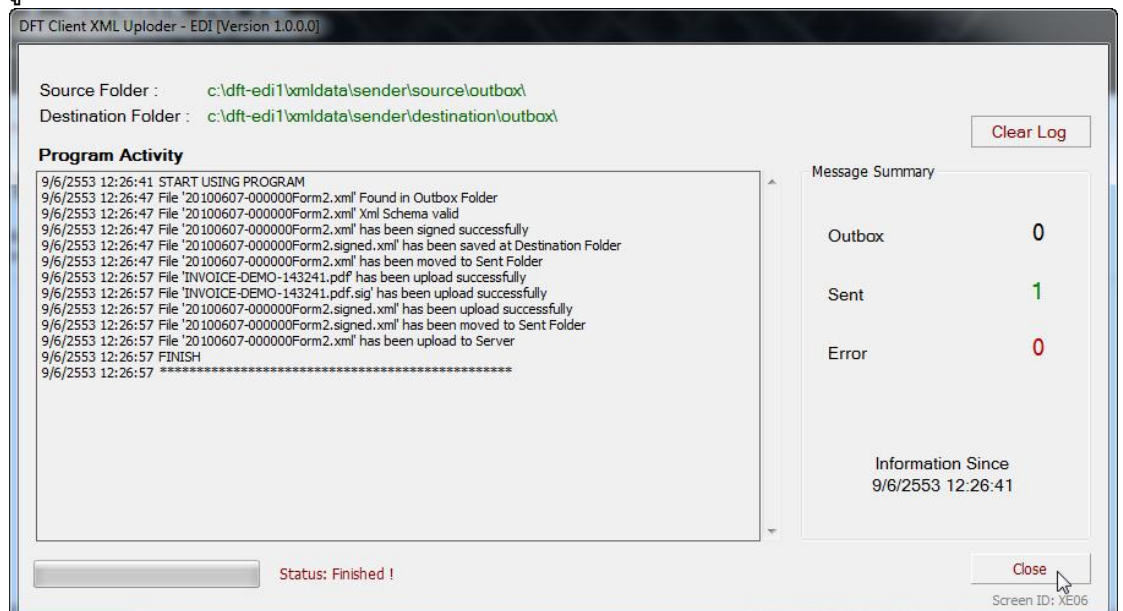 DFT Client XML Uploder - EDI [Version 1.0.0.0]
Source Folder : c:\dft-edi1\xmldata\sender\source\outbox\
Destination Folder : c:\dft-edi1\xmldata\sender\destination\outbox\
Clear Log
Program Activity
9/6/2553 12:26:41 START USING PROGRAM
9/6/2553 12:26:47 File '20100607-000000Form2.xml' Found in Outbox Folder
9/6/2553 12:26:47 File '20100607-000000Form2.xml' Xml Schema valid
9/6/2553 12:26:47 File '20100607-000000Form2.xml' has been signed successfully
9/6/2553 12:26:47 File '20100607-000000Form2.signed.xml' has been saved at Destination Folder
9/6/2553 12:26:47 File '20100607-000000Form2.xml' has been moved to Sent Folder
9/6/2553 12:26:57 File 'INVOICE-DEMO-143241.pdf' has been upload successfully
9/6/2553 12:26:57 File 'INVOICE-DEMO-143241.pdf.sig' has been upload successfully
9/6/2553 12:26:57 File '20100607-000000Form2.signed.xml' has been upload successfully
9/6/2553 12:26:57 File '20100607-000000Form2.signed.xml' has been moved to Sent Folder
9/6/2553 12:26:57 File '20100607-000000Form2.xml' has been upload to Server
9/6/2553 12:26:57 FINISH
9/6/2553 12:26:57 **************************************************
Message Summary
Outbox 0
Sent 1
Error 0
Information Since
9/6/2553 12:26:41
Status: Finished !
Close
Screen ID: XE06